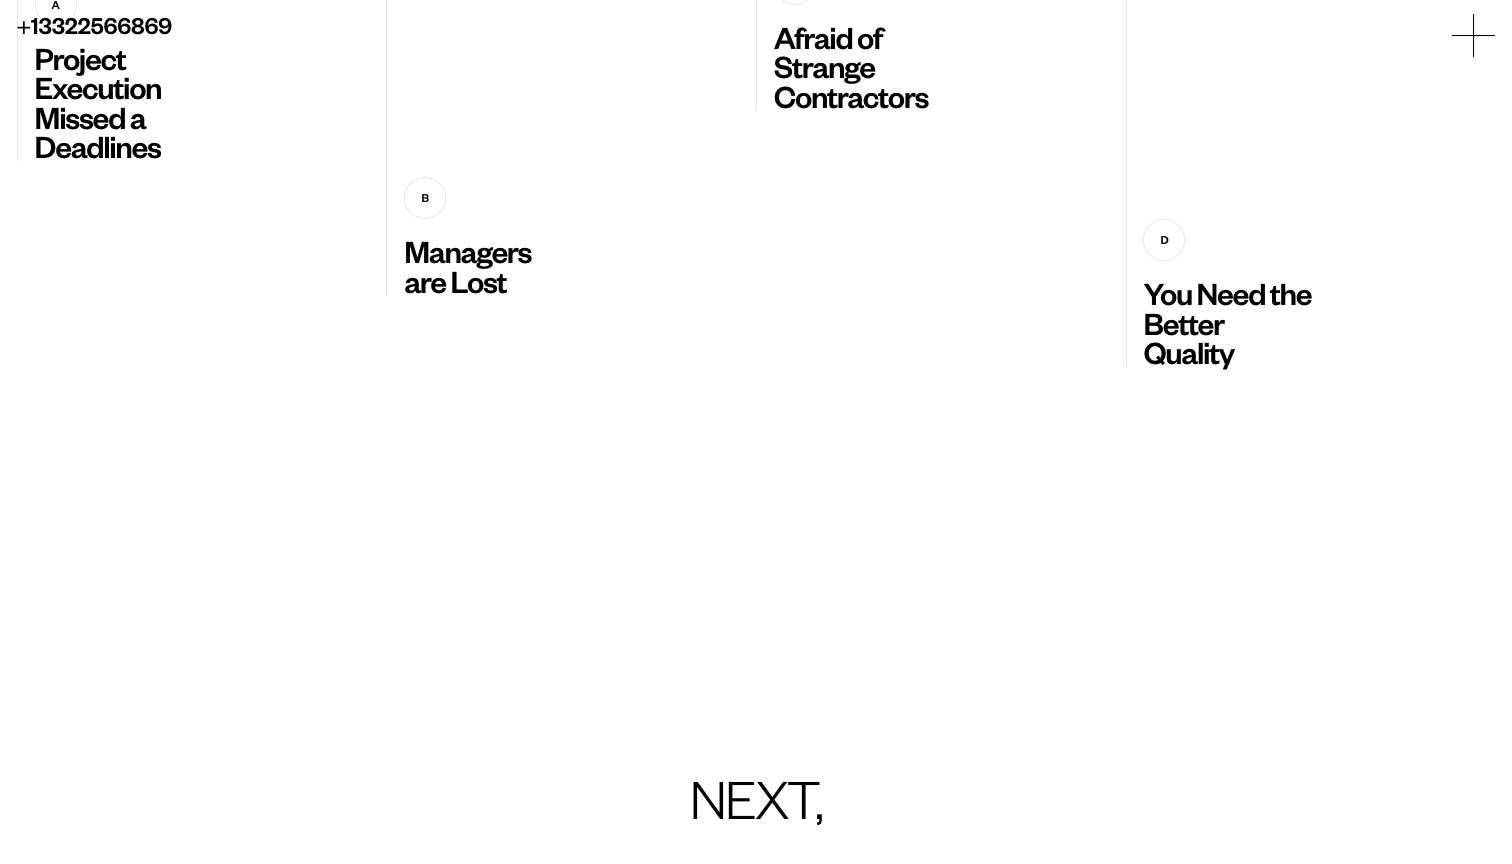 A
+13322566869
Project
Execution
Missed a
Deadlines
B
Managers
are Lost
Afraid of
Strange
Contractors
D
You Need the
Better
Quality
NEXT,